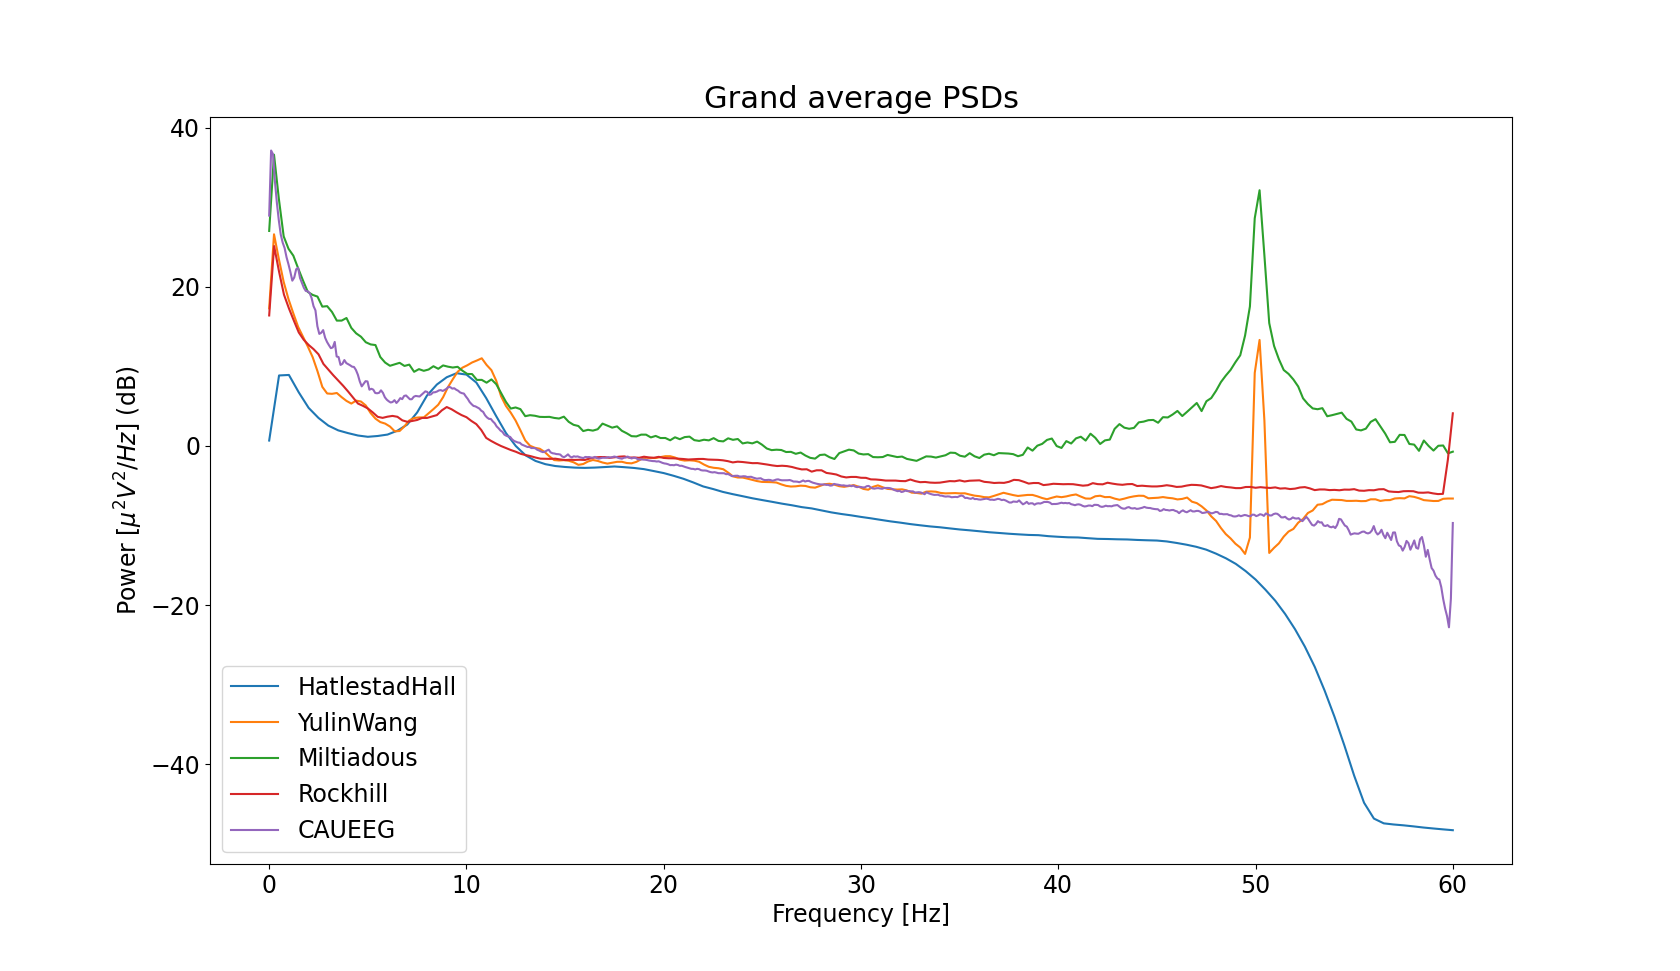 Grand average PSDs
Power [μ²V²/Hz] (dB)
40
20
0
−20
−40
HatlestadHall
YulinWang
Miltiadous
Rockhill
CAUEEG
0 10 20 30 40 50 60
Frequency [Hz]